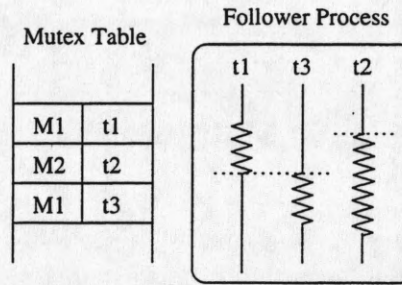 Follower Process
Mutex Table
t1 t3 t2
M1 t1
M2 t2
M1 t3